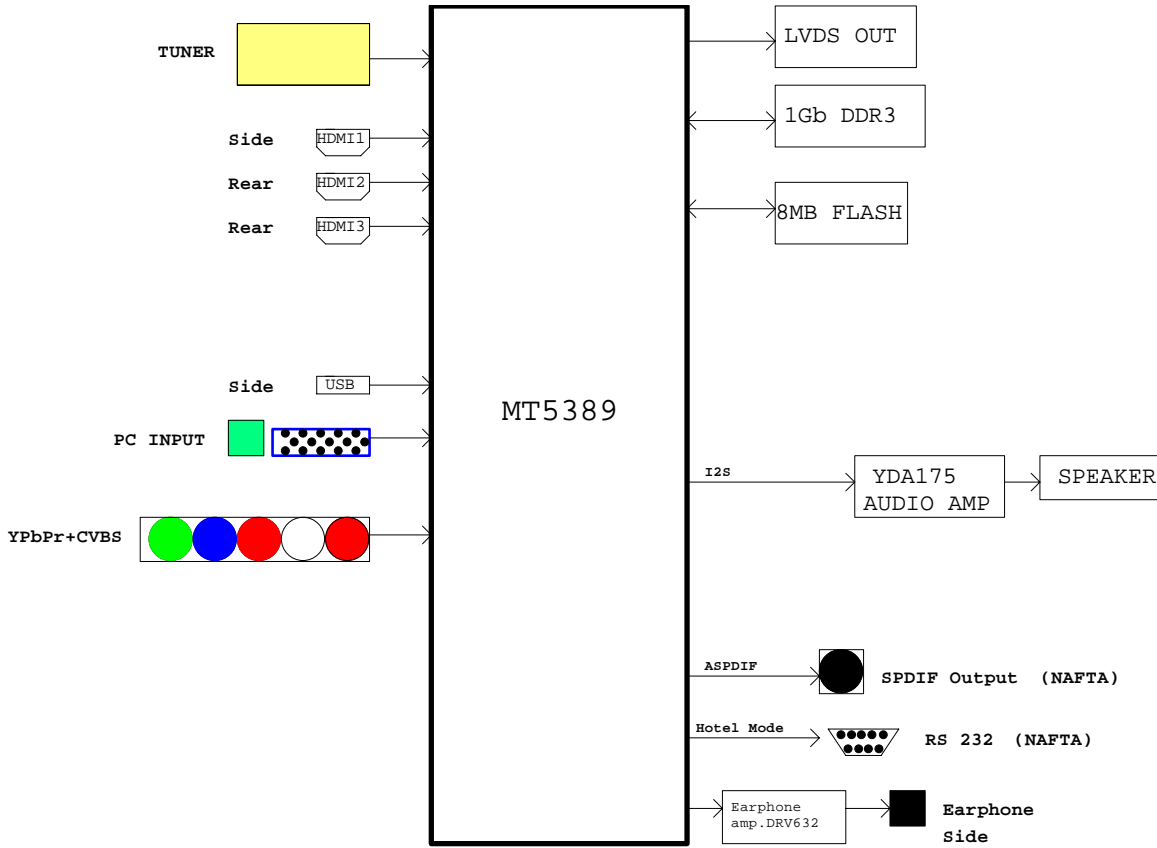 TUNER
LVDS OUT
1Gb DDR3
Side HDMI1
Rear HDMI2
8MB FLASH
Rear HDMI3
Side USB
MT5389
PC INPUT
I2S
YDA175
AUDIO AMP
SPEAKER
YPbPr+CVBS
ASPDIF
SPDIF Output (NAFTA)
Hotel Mode
RS 232 (NAFTA)
Earphone
amp.DRV632
Earphone
Side